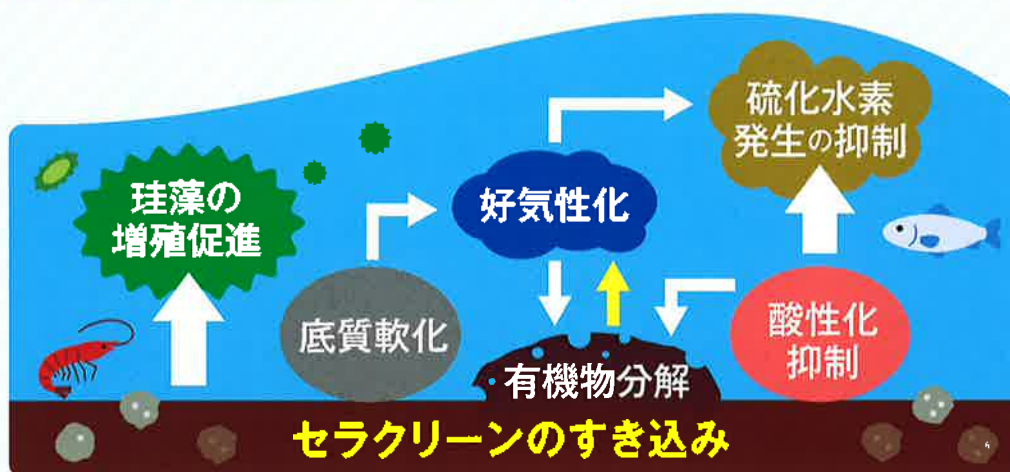 硫化水素
発生の抑制
珪藻の
増殖促進
好気性化
底質軟化
酸性化
抑制
有機物分解
セラクリーンのすき込み